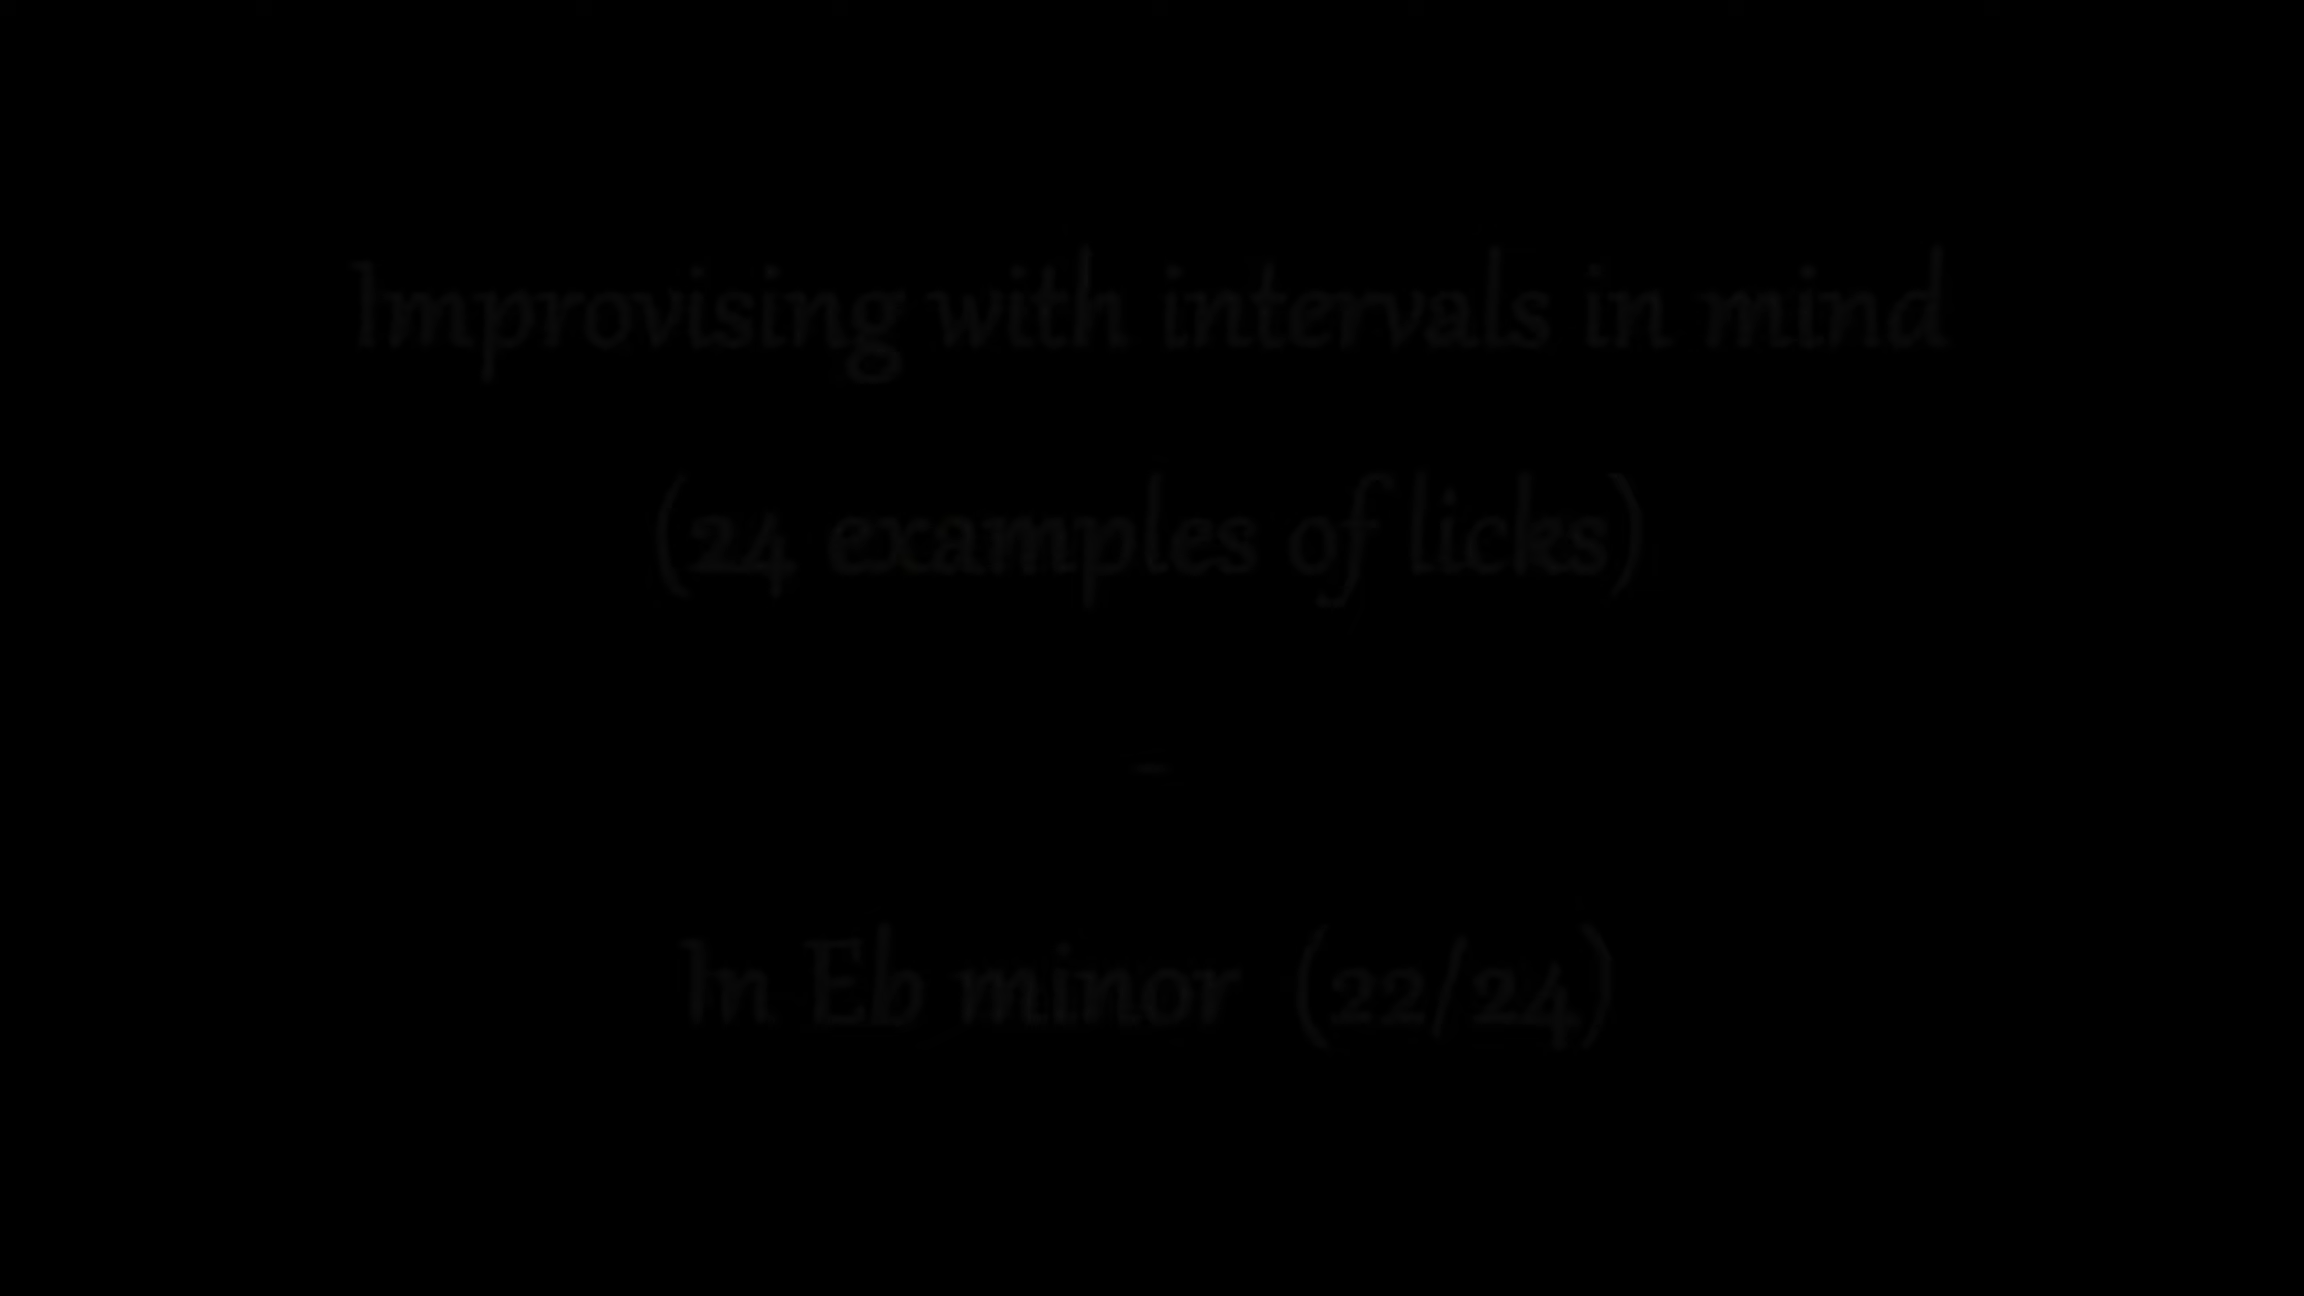 Improvising with intervals in mind
(24 examples of licks)
-
In Eb minor (22/24)